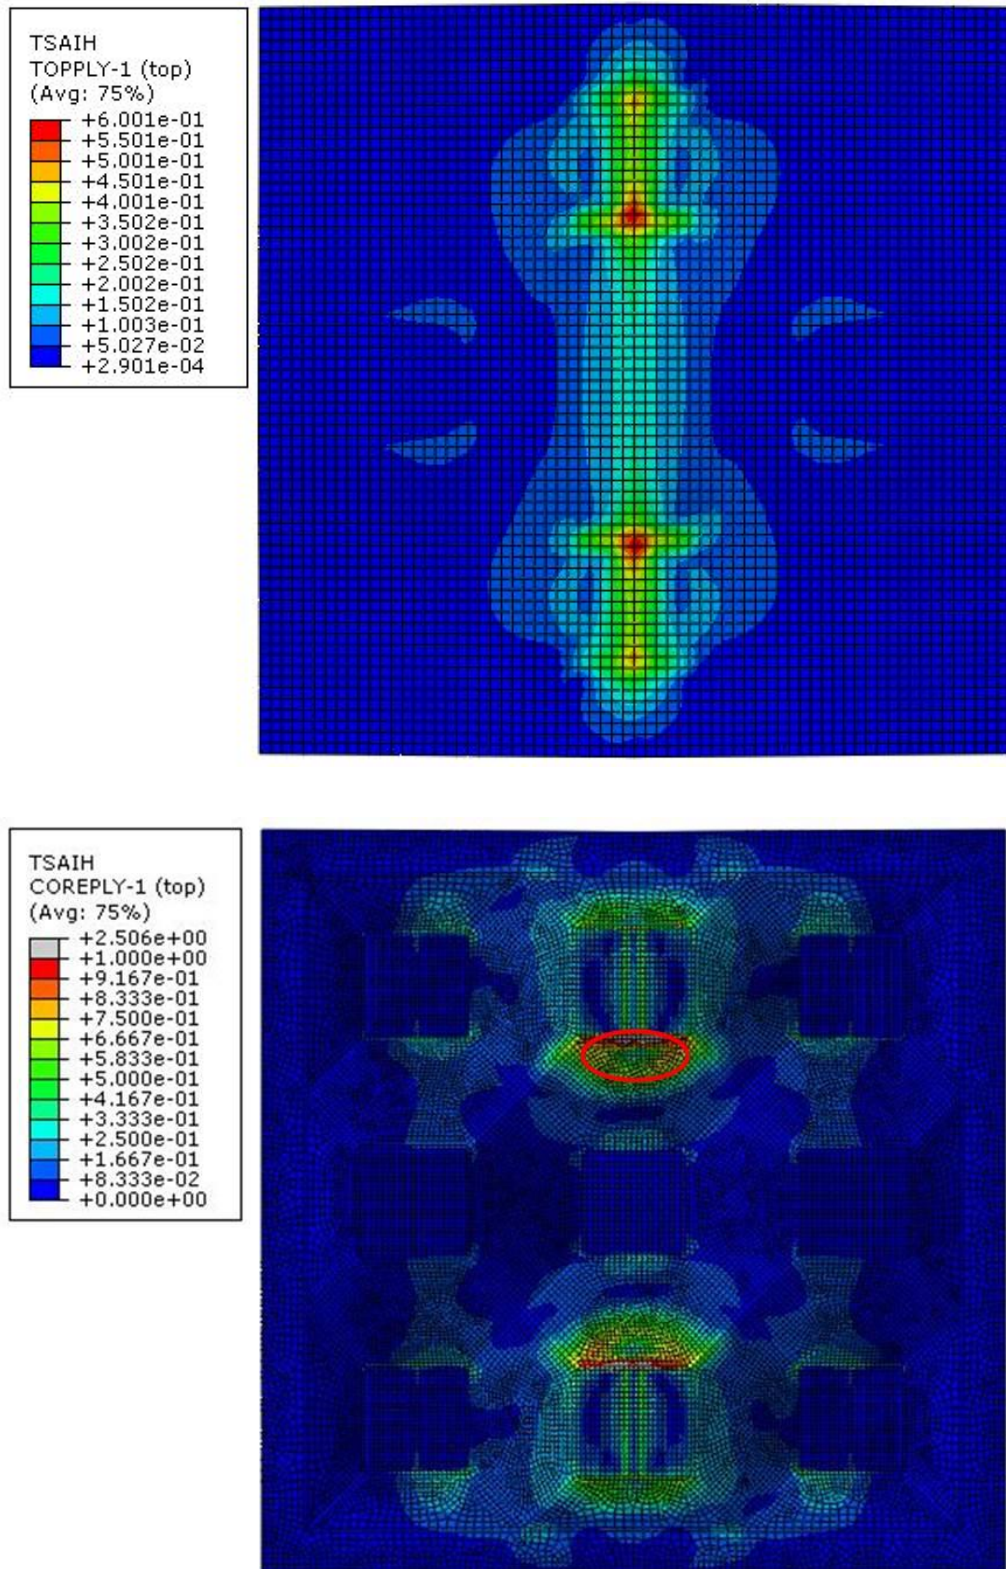 TSAIH
TOPPLY-1 (top)
(Avg: 75%)
+6.001e-01
+5.501e-01
+5.001e-01
+4.501e-01
+4.001e-01
+3.502e-01
+3.002e-01
+2.502e-01
+2.002e-01
+1.502e-01
+1.003e-01
+5.027e-02
+2.901e-04
TSAIH
COREPLY-1 (top)
(Avg: 75%)
+2.506e+00
+1.000e+00
+9.167e-01
+8.333e-01
+7.500e-01
+6.667e-01
+5.833e-01
+5.000e-01
+4.167e-01
+3.333e-01
+2.500e-01
+1.667e-01
+8.333e-02
+0.000e+00